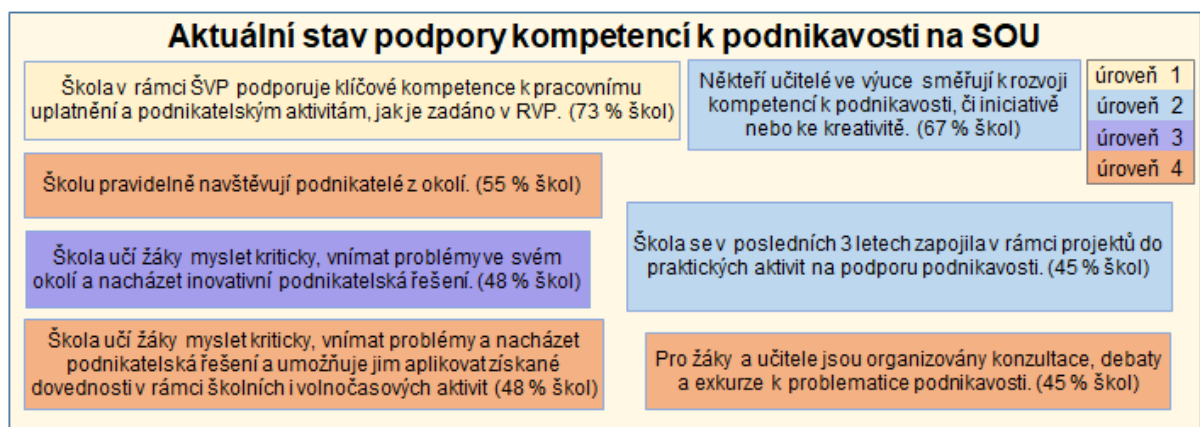 Aktuální stav podpory kompetencí k podnikavosti na SOU
Škola v rámci ŠVP podporuje klíčové kompetence k pracovnímu
uplatnění a podnikatelským aktivitám, jak je zadáno v RVP. (73 % škol)
Někteří učitelé ve výuce směřují k rozvoji
kompetencí k podnikavosti, či iniciativě
nebo ke kreativitě. (67 % škol)
úroveň 1
úroveň 2
úroveň 3
úroveň 4
Školu pravidelně navštěvují podnikatelé z okolí. (55 % škol)
Škola učí žáky myslet kriticky, vnímat problémy ve svém
okolí a nacházet inovativní podnikatelská řešení. (48 % škol)
Škola se v posledních 3 letech zapojila v rámci projektů do
praktických aktivit na podporu podnikavosti. (45 % škol)
Škola učí žáky myslet kriticky, vnímat problémy a nacházet
podnikatelská řešení a umožňuje jim aplikovat získané
dovednosti v rámci školních i volnočasových aktivit (48 % škol)
Pro žáky a učitele jsou organizovány konzultace, debaty
a exkurze k problematice podnikavosti. (45 % škol)